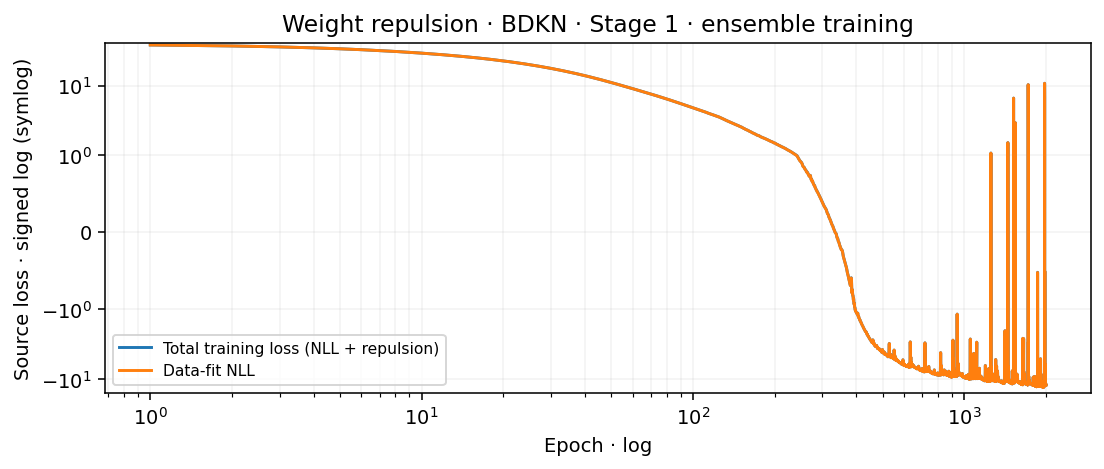 Weight repulsion · BDKN · Stage 1 · ensemble training
Source loss · signed log (symlog)
10¹
10⁰
0
−10⁰
−10¹
Total training loss (NLL + repulsion)
Data-fit NLL
10⁰ 10¹ 10² 10³
Epoch · log